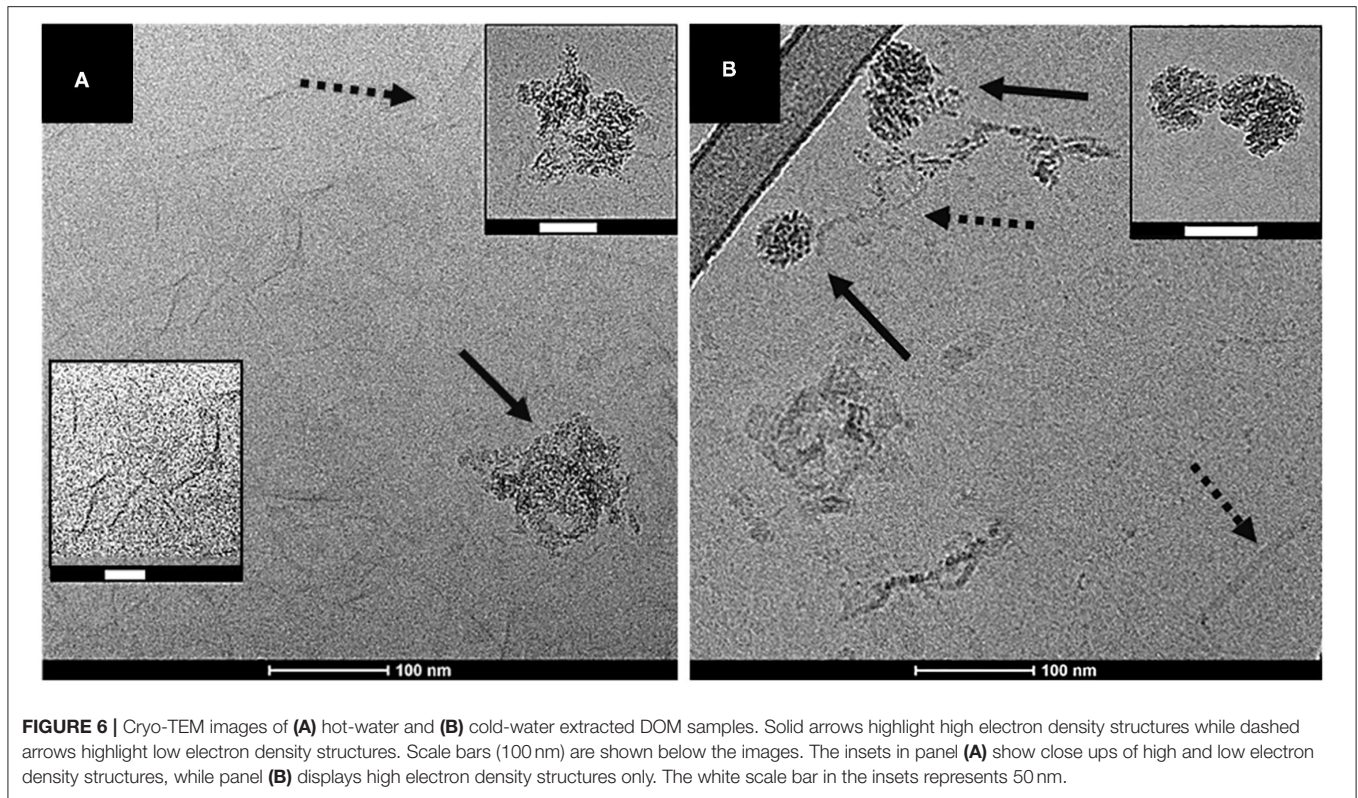 A
B
100 nm
100 nm
FIGURE 6 | Cryo-TEM images of (A) hot-water and (B) cold-water extracted DOM samples. Solid arrows highlight high electron density structures while dashed
arrows highlight low electron density structures. Scale bars (100 nm) are shown below the images. The insets in panel (A) show close ups of high and low electron
density structures, while panel (B) displays high electron density structures only. The white scale bar in the insets represents 50 nm.